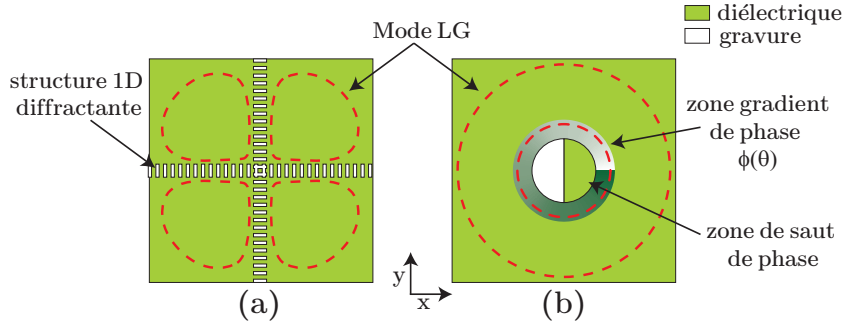 Mode LG
diélectrique
gravure
structure 1D
diffractante
zone gradient
de phase
ϕ(θ)
zone de saut
de phase
y
x
(a)
(b)